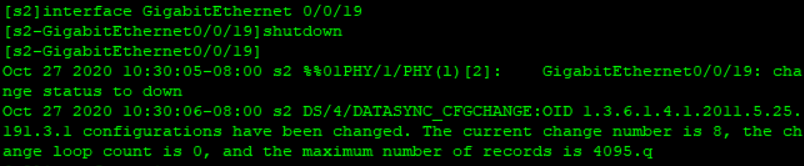 [s2]interface GigabitEthernet 0/0/19
[s2-GigabitEthernet0/0/19]shutdown
[s2-GigabitEthernet0/0/19]
Oct 27 2020 10:30:05-08:00 s2 %%01PHY/1/PHY(l)[2]:    GigabitEthernet0/0/19: cha
nge status to down
Oct 27 2020 10:30:06-08:00 s2 DS/4/DATASYNC_CFGCHANGE:OID 1.3.6.1.4.1.2011.5.25.
191.3.1 configurations have been changed. The current change number is 8, the ch
ange loop count is 0, and the maximum number of records is 4095.q